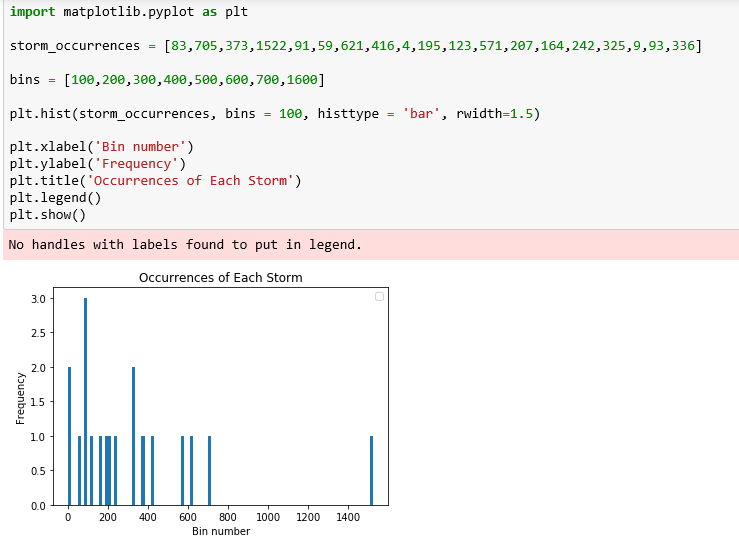 import matplotlib.pyplot as plt
storm_occurrences = [83,705,373,1522,91,59,621,416,4,195,123,571,207,164,242,325,9,93,336]
bins = [100,200,300,400,500,600,700,1600]
plt.hist(storm_occurrences, bins = 100, histtype = 'bar', rwidth=1.5)
plt.xlabel('Bin number')
plt.ylabel('Frequency')
plt.title('Occurrences of Each Storm')
plt.legend()
plt.show()
No handles with labels found to put in legend.
Occurrences of Each Storm
3.0
2.5
2.0
1.5
1.0
0.5
0.0
Frequency
0 200 400 600 800 1000 1200 1400
Bin number